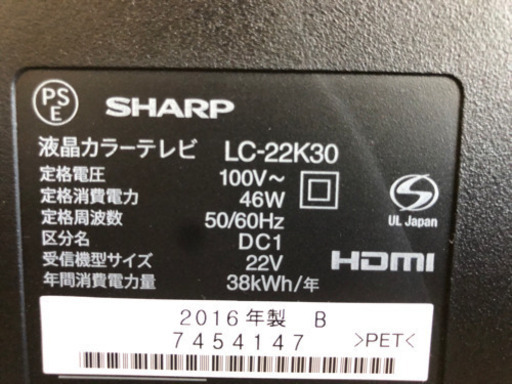 PS
E
SHARP
液晶カラーテレビ LC-22K30
定格電圧 100V～
定格消費電力 46W
定格周波数 50/60Hz
区分名 DC1
受信機型サイズ 22V
年間消費電力量 38kWh/年
S
UL Japan
HDMI
2016年製 B
7454147 >PET<